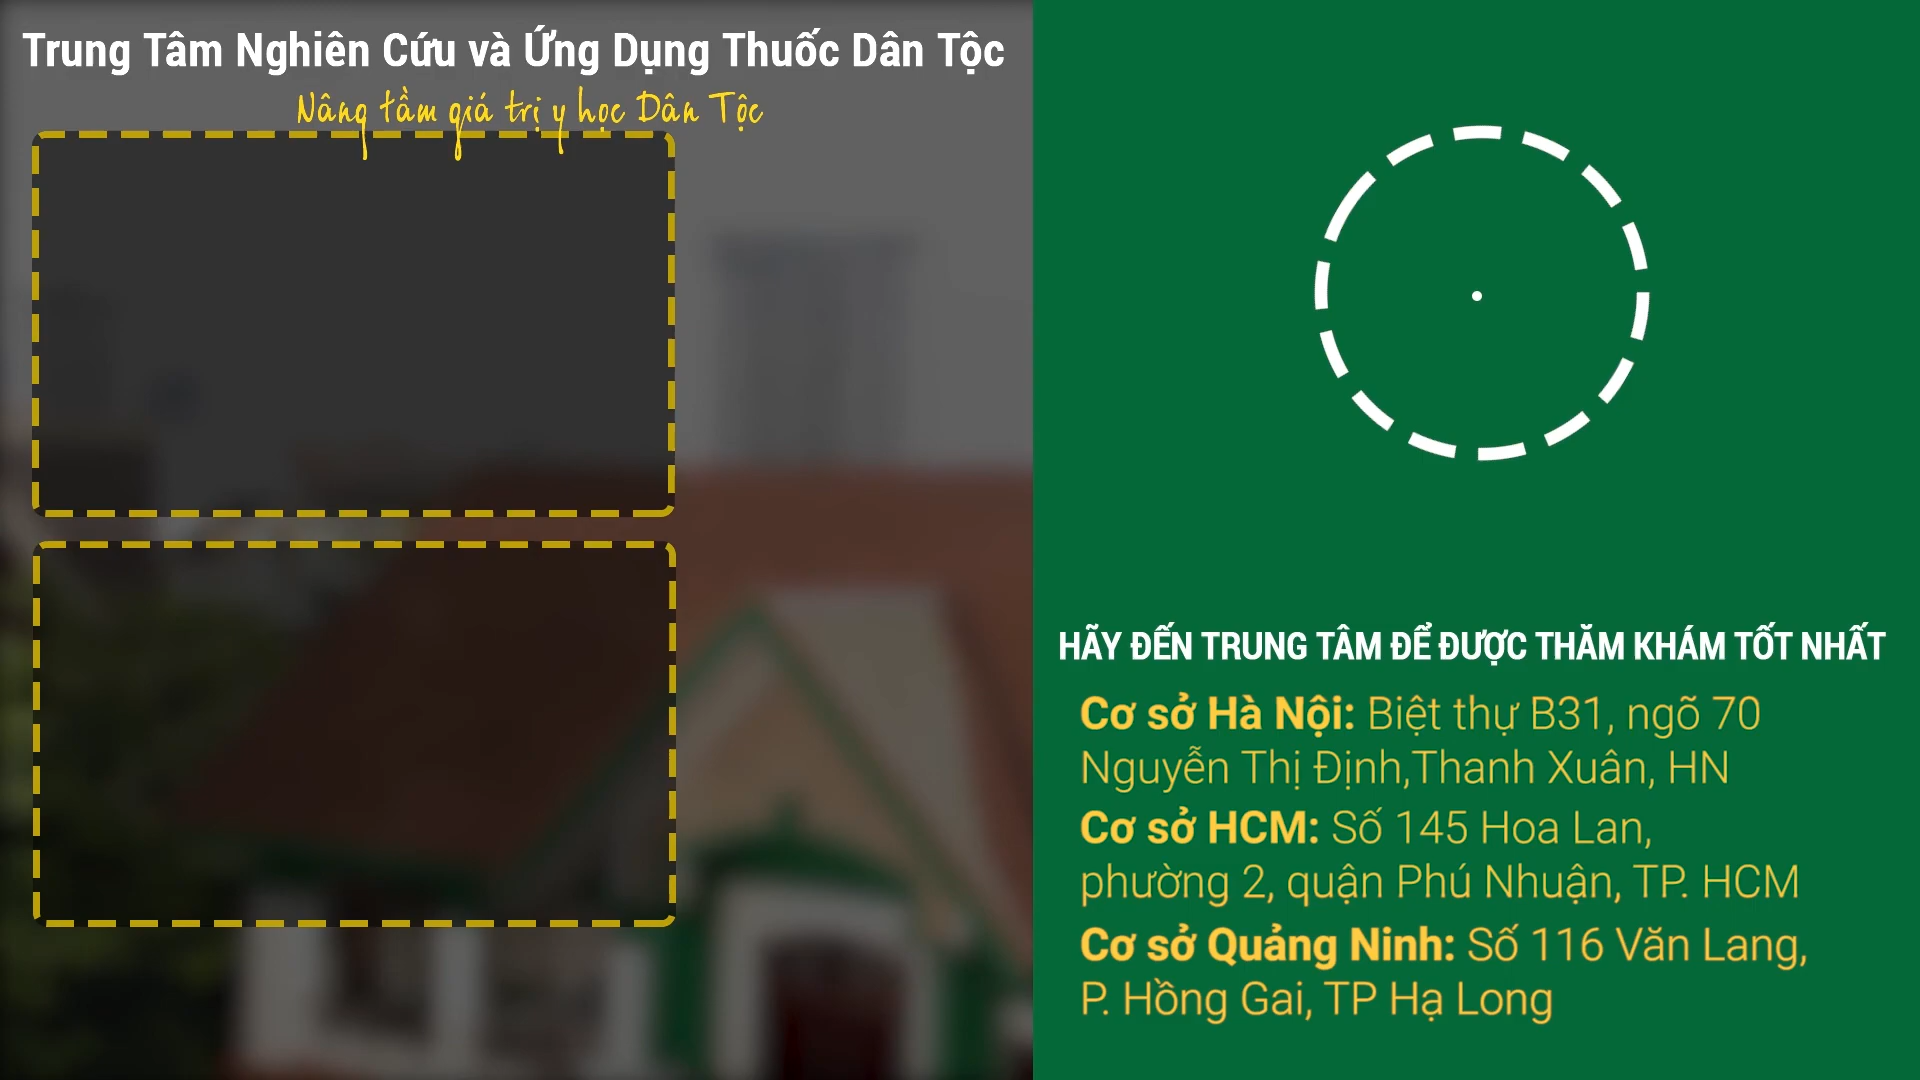 Trung Tâm Nghiên Cứu và Ứng Dụng Thuốc Dân Tộc
Nâng tầm giá trị y học Dân Tộc
HÃY ĐẾN TRUNG TÂM ĐỂ ĐƯỢC THĂM KHÁM TỐT NHẤT
Cơ sở Hà Nội: Biệt thự B31, ngõ 70
Nguyễn Thị Định,Thanh Xuân, HN
Cơ sở HCM: Số 145 Hoa Lan,
phường 2, quận Phú Nhuận, TP. HCM
Cơ sở Quảng Ninh: Số 116 Văn Lang,
P. Hồng Gai, TP Hạ Long